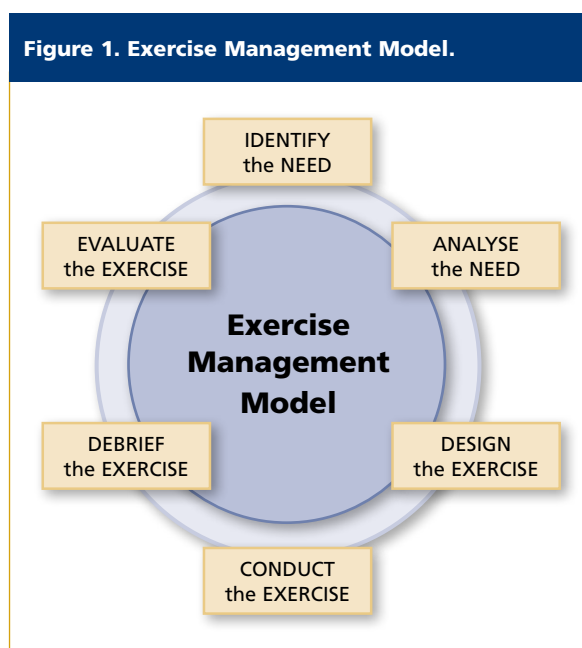 Figure 1. Exercise Management Model.
IDENTIFY
the NEED
EVALUATE
the EXERCISE
ANALYSE
the NEED
Exercise
Management
Model
DEBRIEF
the EXERCISE
DESIGN
the EXERCISE
CONDUCT
the EXERCISE